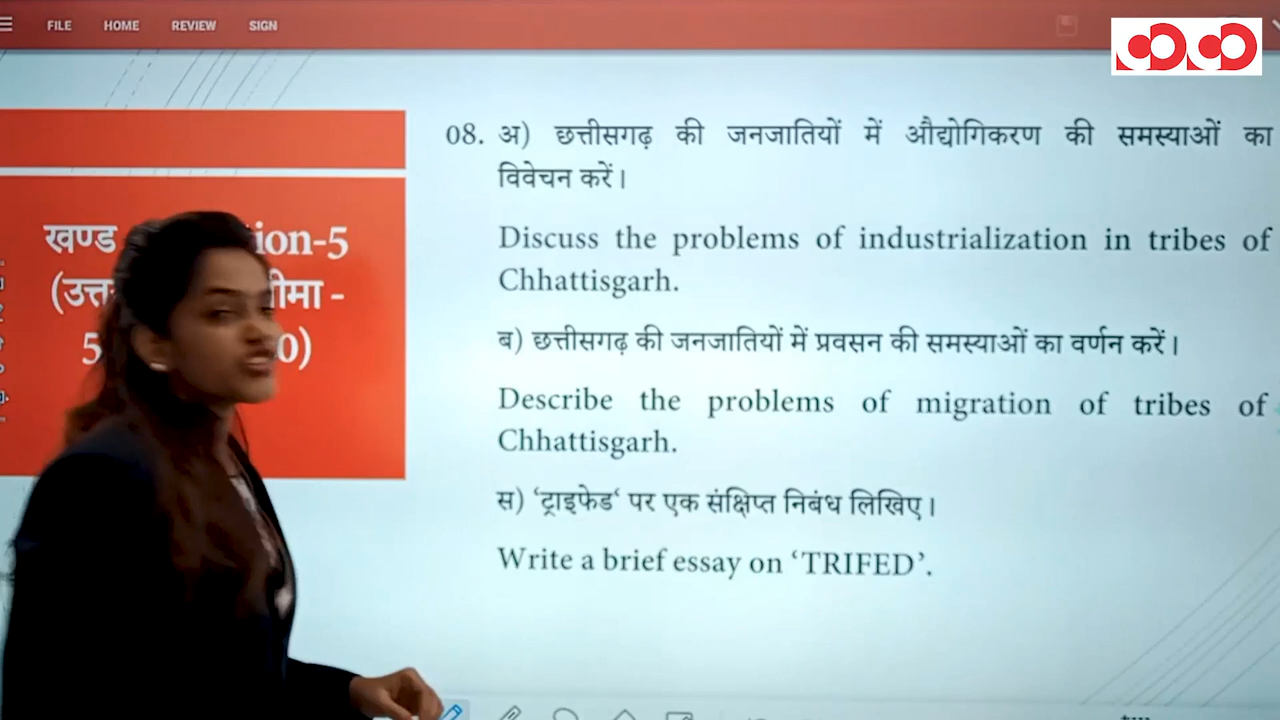 FILE HOME REVIEW SIGN
खण्ड ion-5
(उत्त ीमा -
5 0)
08. अ) छत्तीसगढ़ की जनजातियों में औद्योगिकरण की समस्याओं का
विवेचन करें।
Discuss the problems of industrialization in tribes of
Chhattisgarh.
ब) छत्तीसगढ़ की जनजातियों में प्रवसन की समस्याओं का वर्णन करें।
Describe the problems of migration of tribes of
Chhattisgarh.
स) ‘ट्राइफेड‘ पर एक संक्षिप्त निबंध लिखिए।
Write a brief essay on ‘TRIFED’.